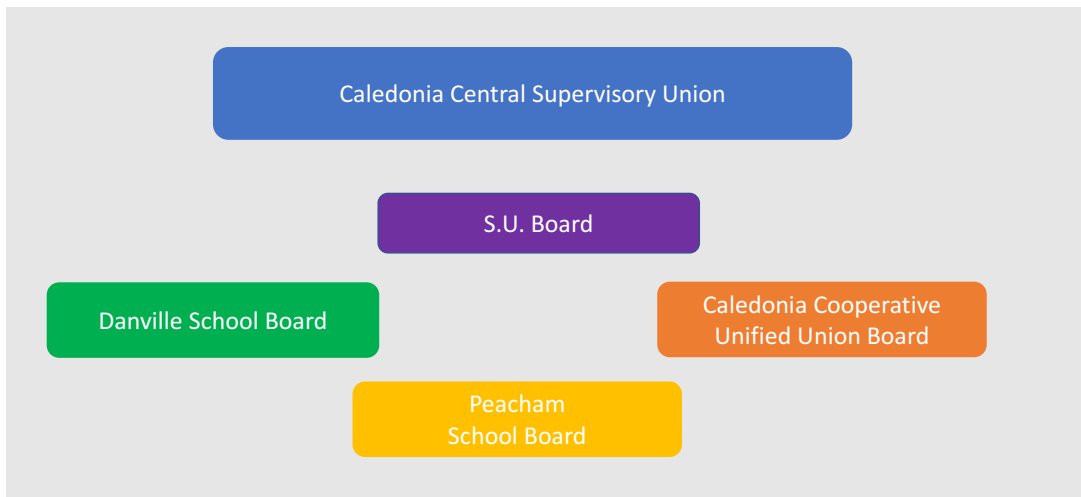 Caledonia Central Supervisory Union
S.U. Board
Danville School Board
Caledonia Cooperative
Unified Union Board
Peacham
School Board